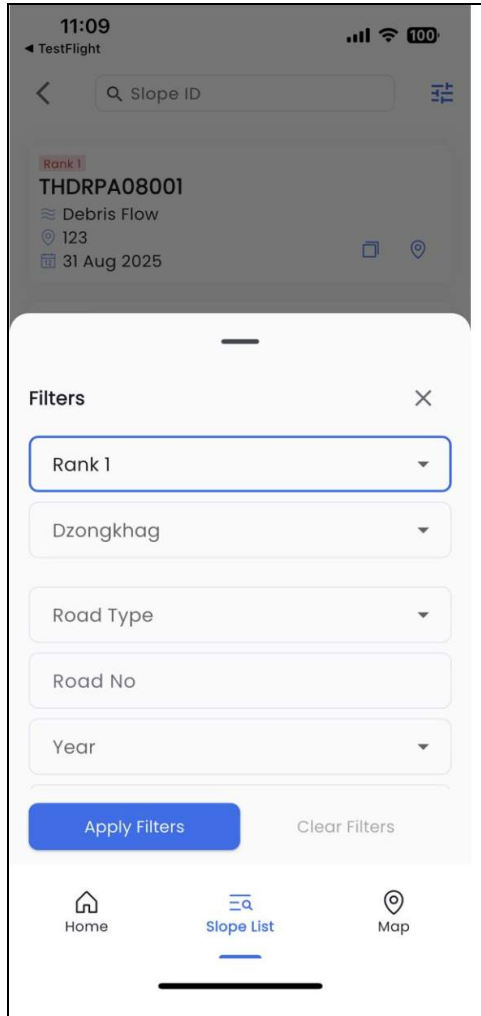 11:09
100
◀ TestFlight
Slope ID
Rank 1
THDRPA08001
Debris Flow
123
12
31 Aug 2025
Filters
Rank 1
Dzongkhag
Road Type
Road No
Year
Apply Filters
Clear Filters
Home
Slope List
Map